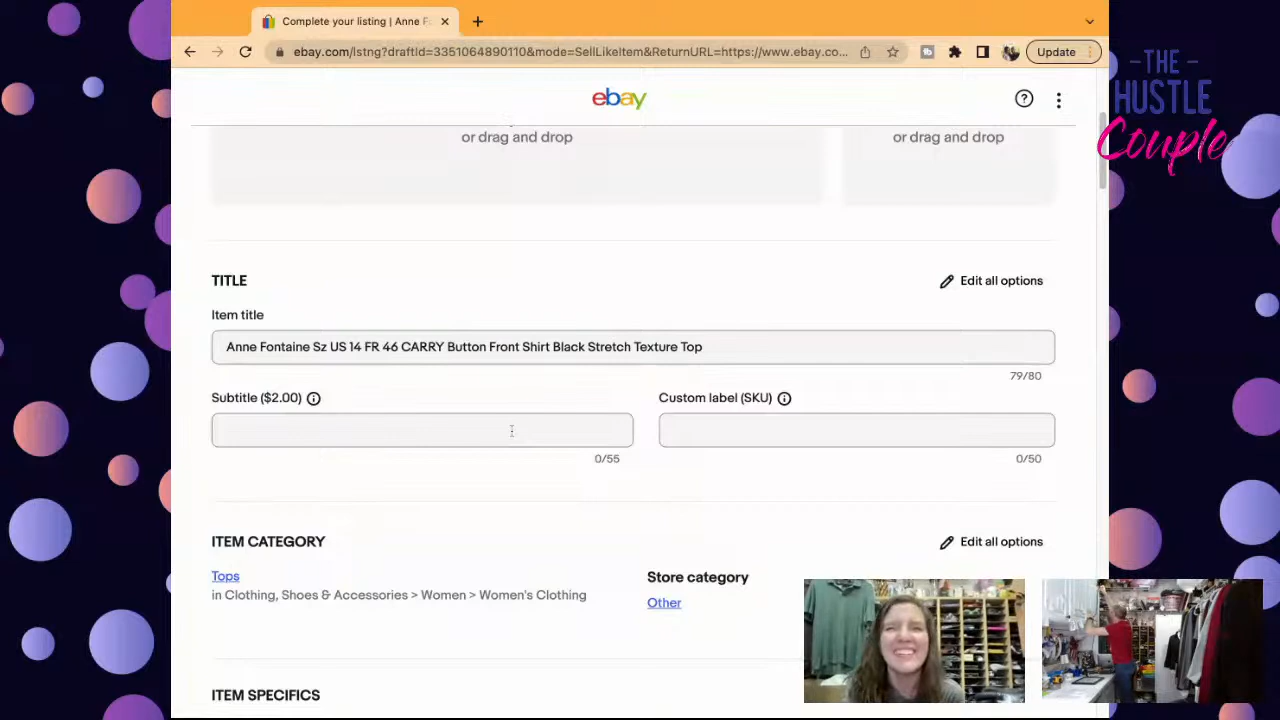 Complete your listing | Anne F
ebay.com/lstng?draftId=3351064890110&mode=SellLikeItem&ReturnURL=https://www.ebay.co...
Update
-THE-
HUSTLE
Couple
ebay
or drag and drop
or drag and drop
TITLE
Edit all options
Item title
Anne Fontaine Sz US 14 FR 46 CARRY Button Front Shirt Black Stretch Texture Top
79/80
Subtitle ($2.00)
Custom label (SKU)
0/55
0/50
ITEM CATEGORY
Edit all options
Tops
in Clothing, Shoes & Accessories > Women > Women's Clothing
Store category
Other
ITEM SPECIFICS